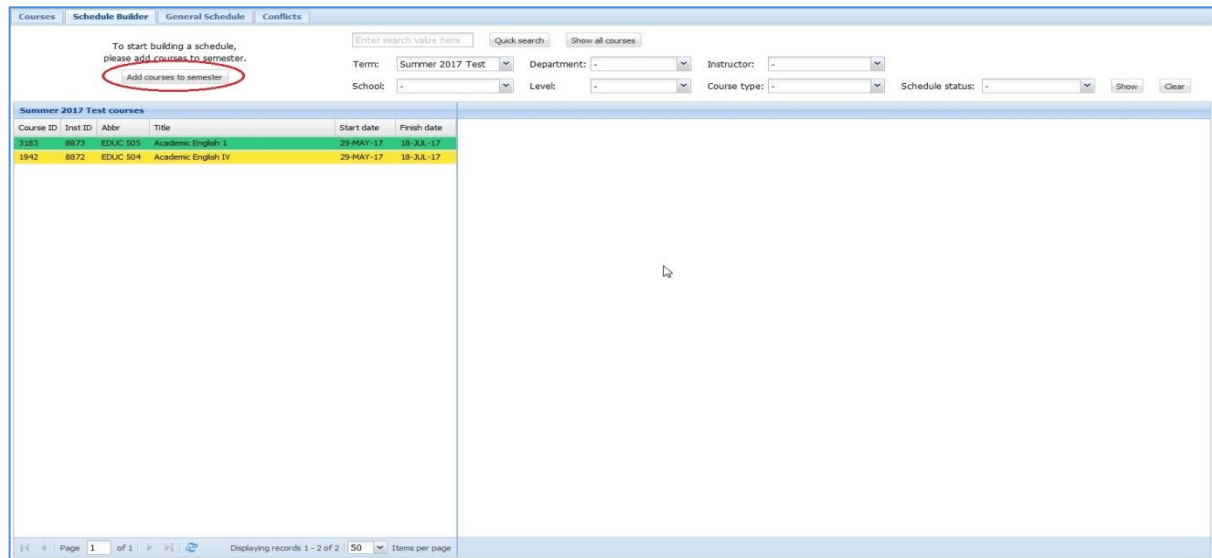 Courses Schedule Builder General Schedule Conflicts
To start building a schedule,
please add courses to semester.
Add courses to semester
Enter search value here Quick search Show all courses
Term: Summer 2017 Test Department: - Instructor: -
School: - Level: - Course type: - Schedule status: - Show Clear
Summer 2017 Test courses
Course ID Inst ID Abbr Title Start date Finish date
3183 8873 EDUC 505 Academic English 1 29-MAY-17 18-JUL-17
1942 8872 EDUC 504 Academic English IV 29-MAY-17 18-JUL-17
Page 1 of 1 Displaying records 1 - 2 of 2 50 Items per page